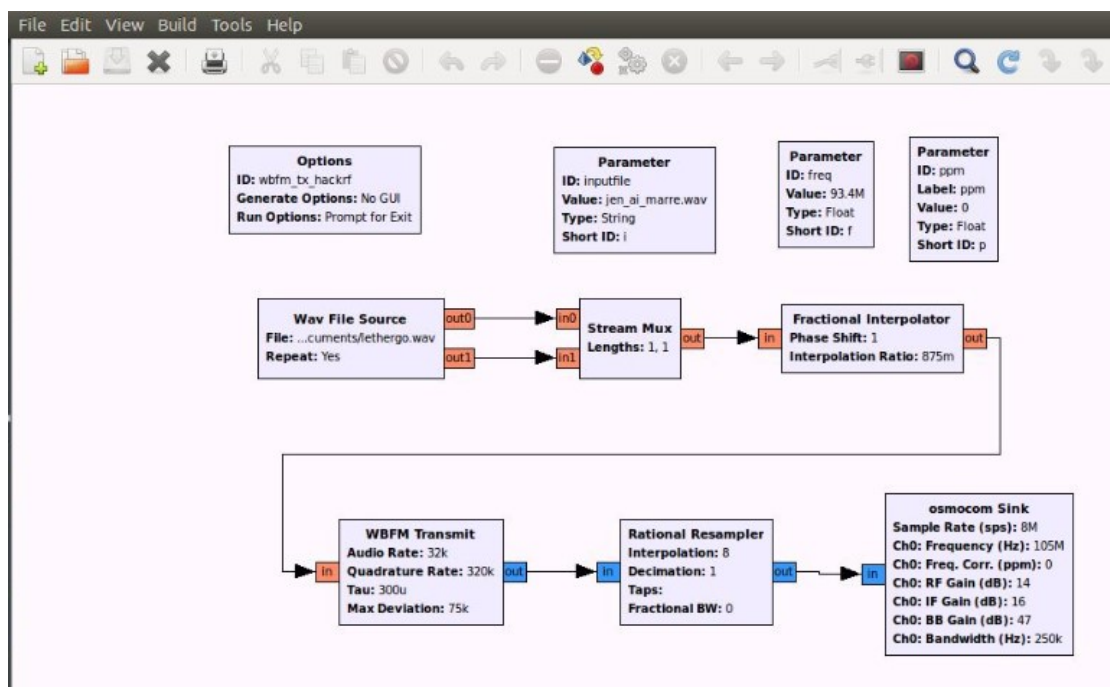 File Edit View Build Tools Help
Options
ID: wbfm_tx_hackrf
Generate Options: No GUI
Run Options: Prompt for Exit
Parameter
ID: inputfile
Value: jen_ai_marre.wav
Type: String
Short ID: i
Parameter
ID: freq
Value: 93.4M
Type: Float
Short ID: f
Parameter
ID: ppm
Label: ppm
Value: 0
Type: Float
Short ID: p
Wav File Source
File: ...cuments/lethergo.wav
Repeat: Yes
out0
out1
in0
in1
Stream Mux
Lengths: 1, 1
out
in
Fractional Interpolator
Phase Shift: 1
Interpolation Ratio: 875m
out
in
WBFM Transmit
Audio Rate: 32k
Quadrature Rate: 320k
Tau: 300u
Max Deviation: 75k
out
in
Rational Resampler
Interpolation: 8
Decimation: 1
Taps:
Fractional BW: 0
out
in
osmocom Sink
Sample Rate (sps): 8M
Ch0: Frequency (Hz): 105M
Ch0: Freq. Corr. (ppm): 0
Ch0: RF Gain (dB): 14
Ch0: IF Gain (dB): 16
Ch0: BB Gain (dB): 47
Ch0: Bandwidth (Hz): 250k